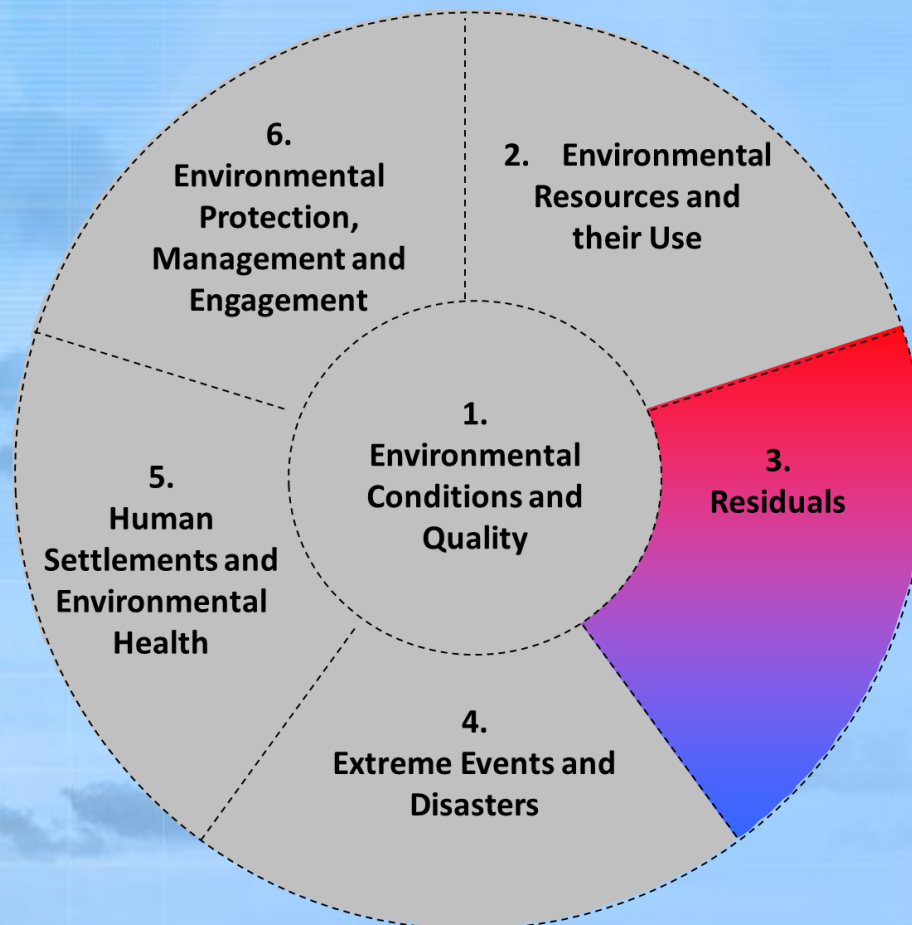 1.
Environmental
Conditions and
Quality
2. Environmental
Resources and
their Use
3.
Residuals
4.
Extreme Events and
Disasters
5.
Human
Settlements and
Environmental
Health
6.
Environmental
Protection,
Management and
Engagement